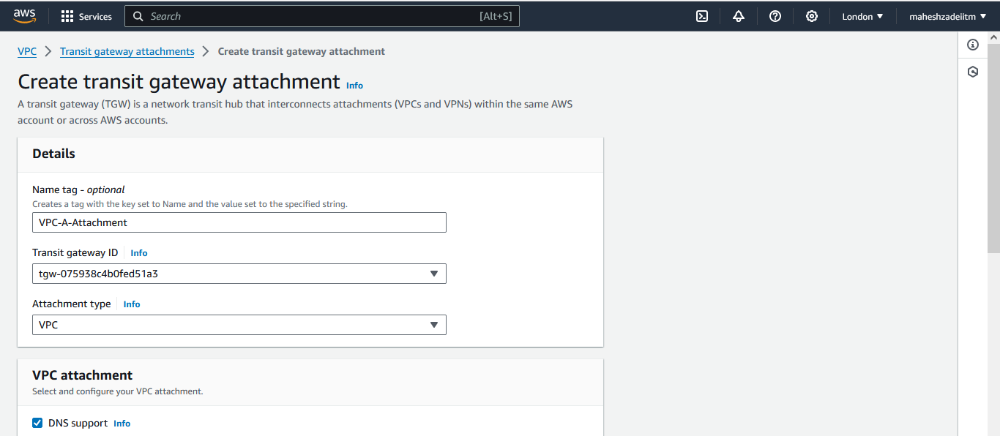 aws Services Search [Alt+S] London maheshzadeiitm
VPC Transit gateway attachments Create transit gateway attachment
Create transit gateway attachment Info
A transit gateway (TGW) is a network transit hub that interconnects attachments (VPCs and VPNs) within the same AWS
account or across AWS accounts.
Details
Name tag - optional
Creates a tag with the key set to Name and the value set to the specified string.
VPC-A-Attachment
Transit gateway ID Info
tgw-075938c4b0fed51a3
Attachment type Info
VPC
VPC attachment
Select and configure your VPC attachment.
DNS support Info